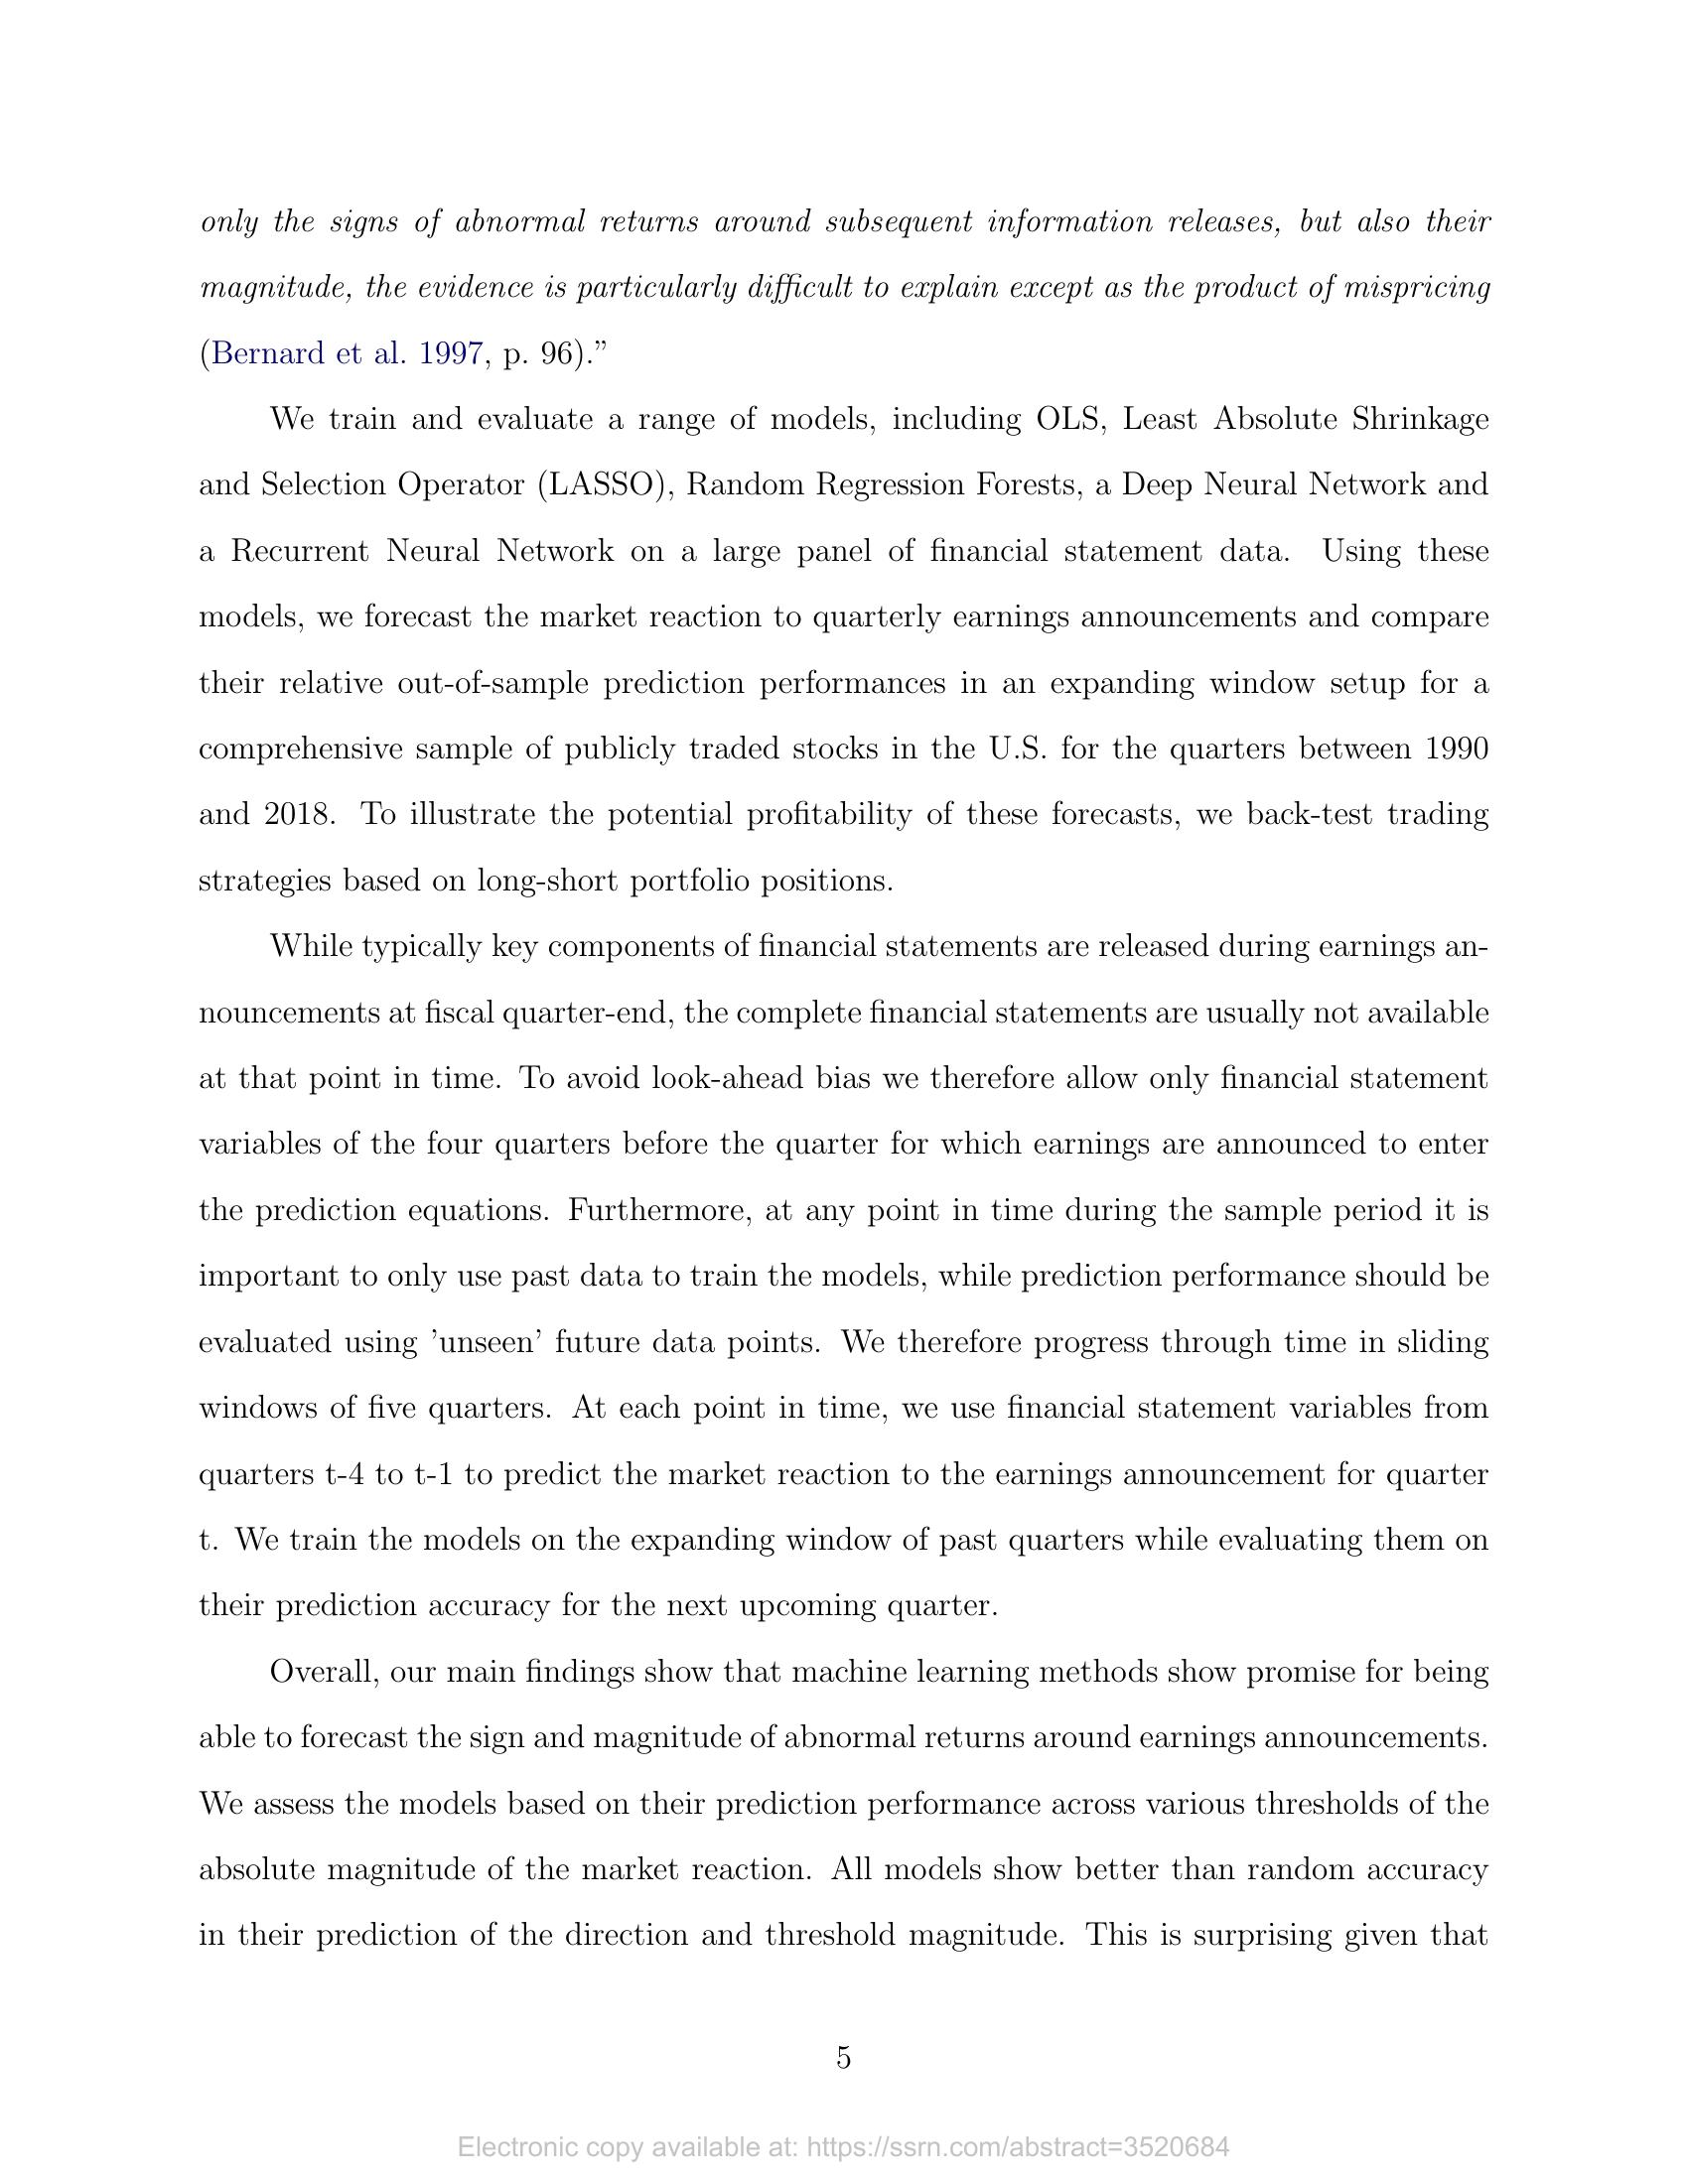 only the signs of abnormal returns around subsequent information releases, but also their
magnitude, the evidence is particularly difficult to explain except as the product of mispricing
(Bernard et al. 1997, p. 96).”
We train and evaluate a range of models, including OLS, Least Absolute Shrinkage
and Selection Operator (LASSO), Random Regression Forests, a Deep Neural Network and
a Recurrent Neural Network on a large panel of financial statement data. Using these
models, we forecast the market reaction to quarterly earnings announcements and compare
their relative out-of-sample prediction performances in an expanding window setup for a
comprehensive sample of publicly traded stocks in the U.S. for the quarters between 1990
and 2018. To illustrate the potential profitability of these forecasts, we back-test trading
strategies based on long-short portfolio positions.
While typically key components of financial statements are released during earnings an-
nouncements at fiscal quarter-end, the complete financial statements are usually not available
at that point in time. To avoid look-ahead bias we therefore allow only financial statement
variables of the four quarters before the quarter for which earnings are announced to enter
the prediction equations. Furthermore, at any point in time during the sample period it is
important to only use past data to train the models, while prediction performance should be
evaluated using ’unseen’ future data points. We therefore progress through time in sliding
windows of five quarters. At each point in time, we use financial statement variables from
quarters t-4 to t-1 to predict the market reaction to the earnings announcement for quarter
t. We train the models on the expanding window of past quarters while evaluating them on
their prediction accuracy for the next upcoming quarter.
Overall, our main findings show that machine learning methods show promise for being
able to forecast the sign and magnitude of abnormal returns around earnings announcements.
We assess the models based on their prediction performance across various thresholds of the
absolute magnitude of the market reaction. All models show better than random accuracy
in their prediction of the direction and threshold magnitude. This is surprising given that
5
Electronic copy available at: https://ssrn.com/abstract=3520684